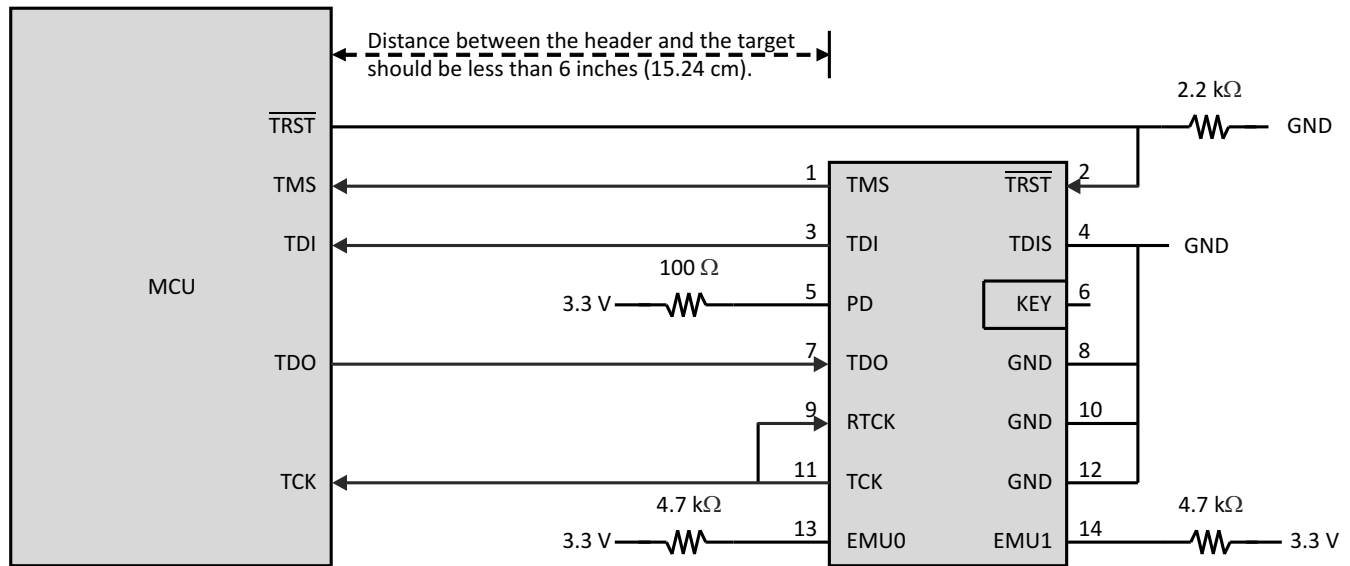 Distance between the header and the target
should be less than 6 inches (15.24 cm).
2.2 kΩ
TRST
GND
TMS
1
TMS
TRST
2
TDI
3
TDI
TDIS
4
GND
MCU
100 Ω
3.3 V
5
PD
KEY
6
TDO
7
TDO
GND
8
9
RTCK
GND
10
TCK
11
TCK
GND
12
4.7 kΩ
4.7 kΩ
3.3 V
13
EMU0
EMU1
14
3.3 V